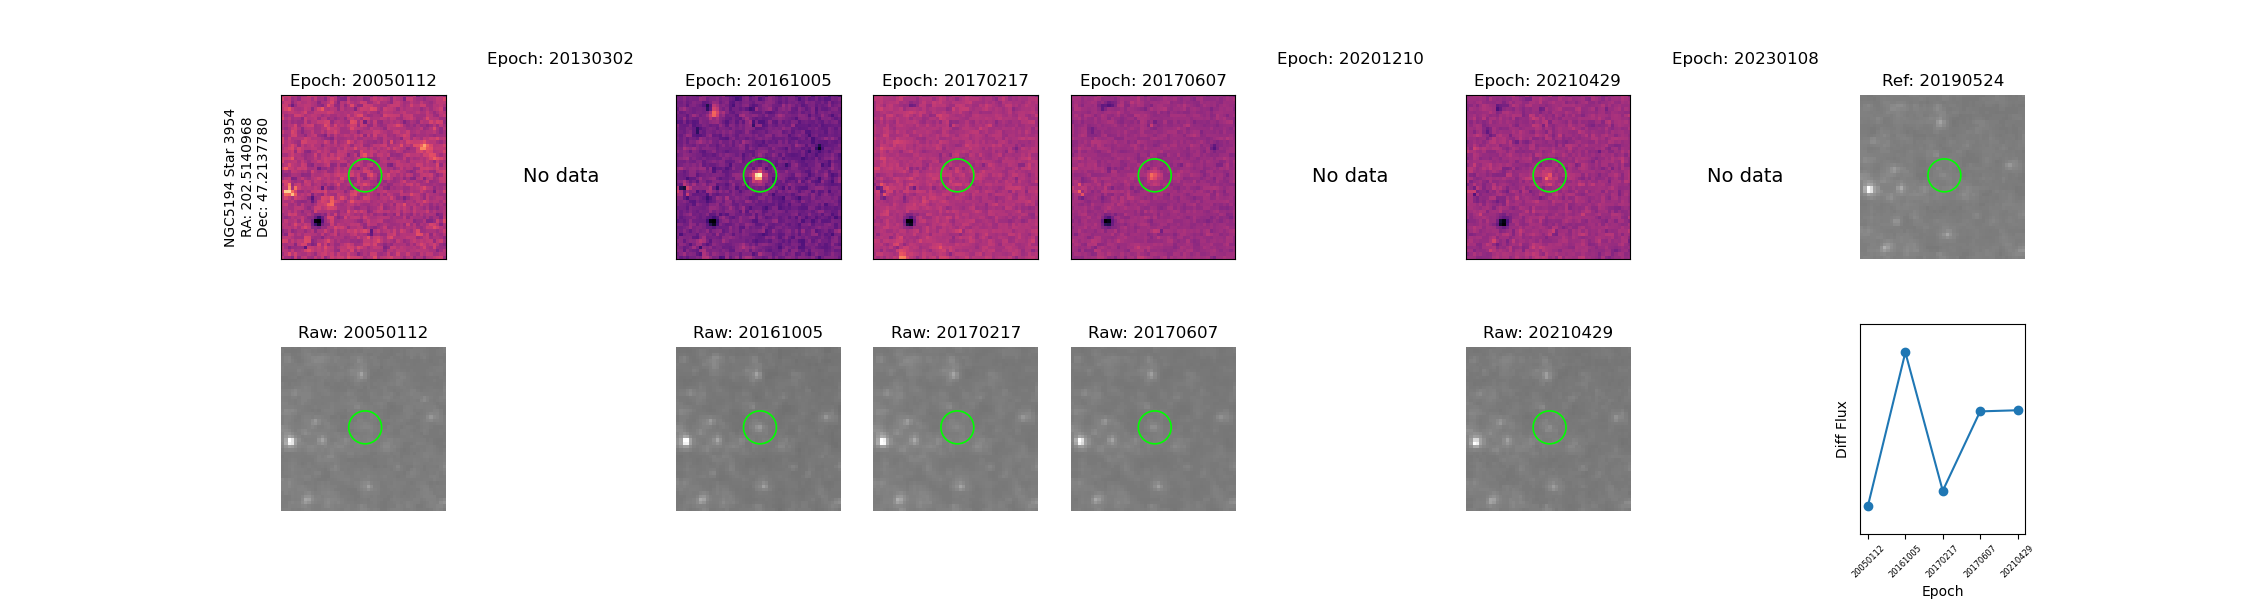 Epoch: 20130302
Epoch: 20201210
Epoch: 20230108
Epoch: 20050112
Epoch: 20161005
Epoch: 20170217
Epoch: 20170607
Epoch: 20210429
Ref: 20190524
NGC5194 Star 3954
RA: 202.5140968
Dec: 47.2137780
No data
No data
No data
Raw: 20050112
Raw: 20161005
Raw: 20170217
Raw: 20170607
Raw: 20210429
Diff Flux
20050112
20161005
20170217
20170607
20210429
Epoch